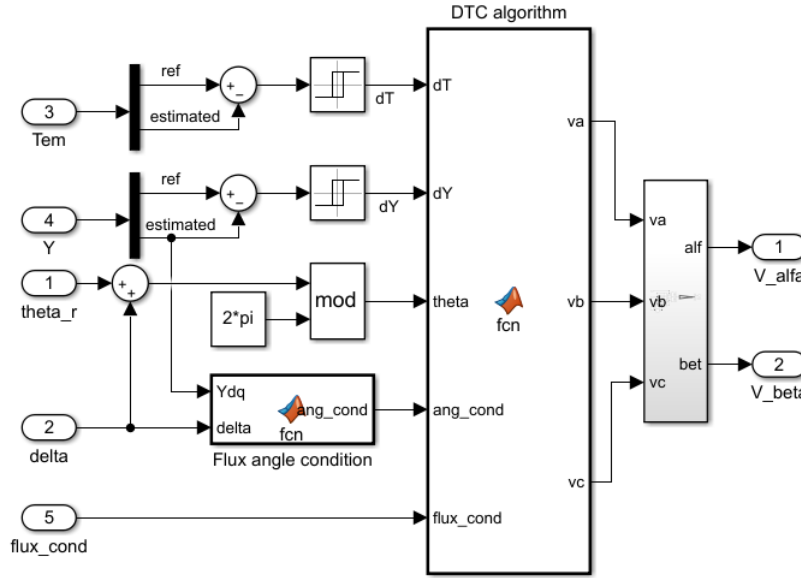 DTC algorithm
ref
+
−
estimated
dT
3
Tem
dT
va
ref
+
−
estimated
dY
4
Y
dY
va
alf
1
V_alfa
1
theta_r
+
+
2*pi
mod
theta
fcn
vb
vb
bet
2
V_beta
Ydq
ang_cond
delta
fcn
Flux angle condition
ang_cond
vc
2
delta
vc
5
flux_cond
flux_cond